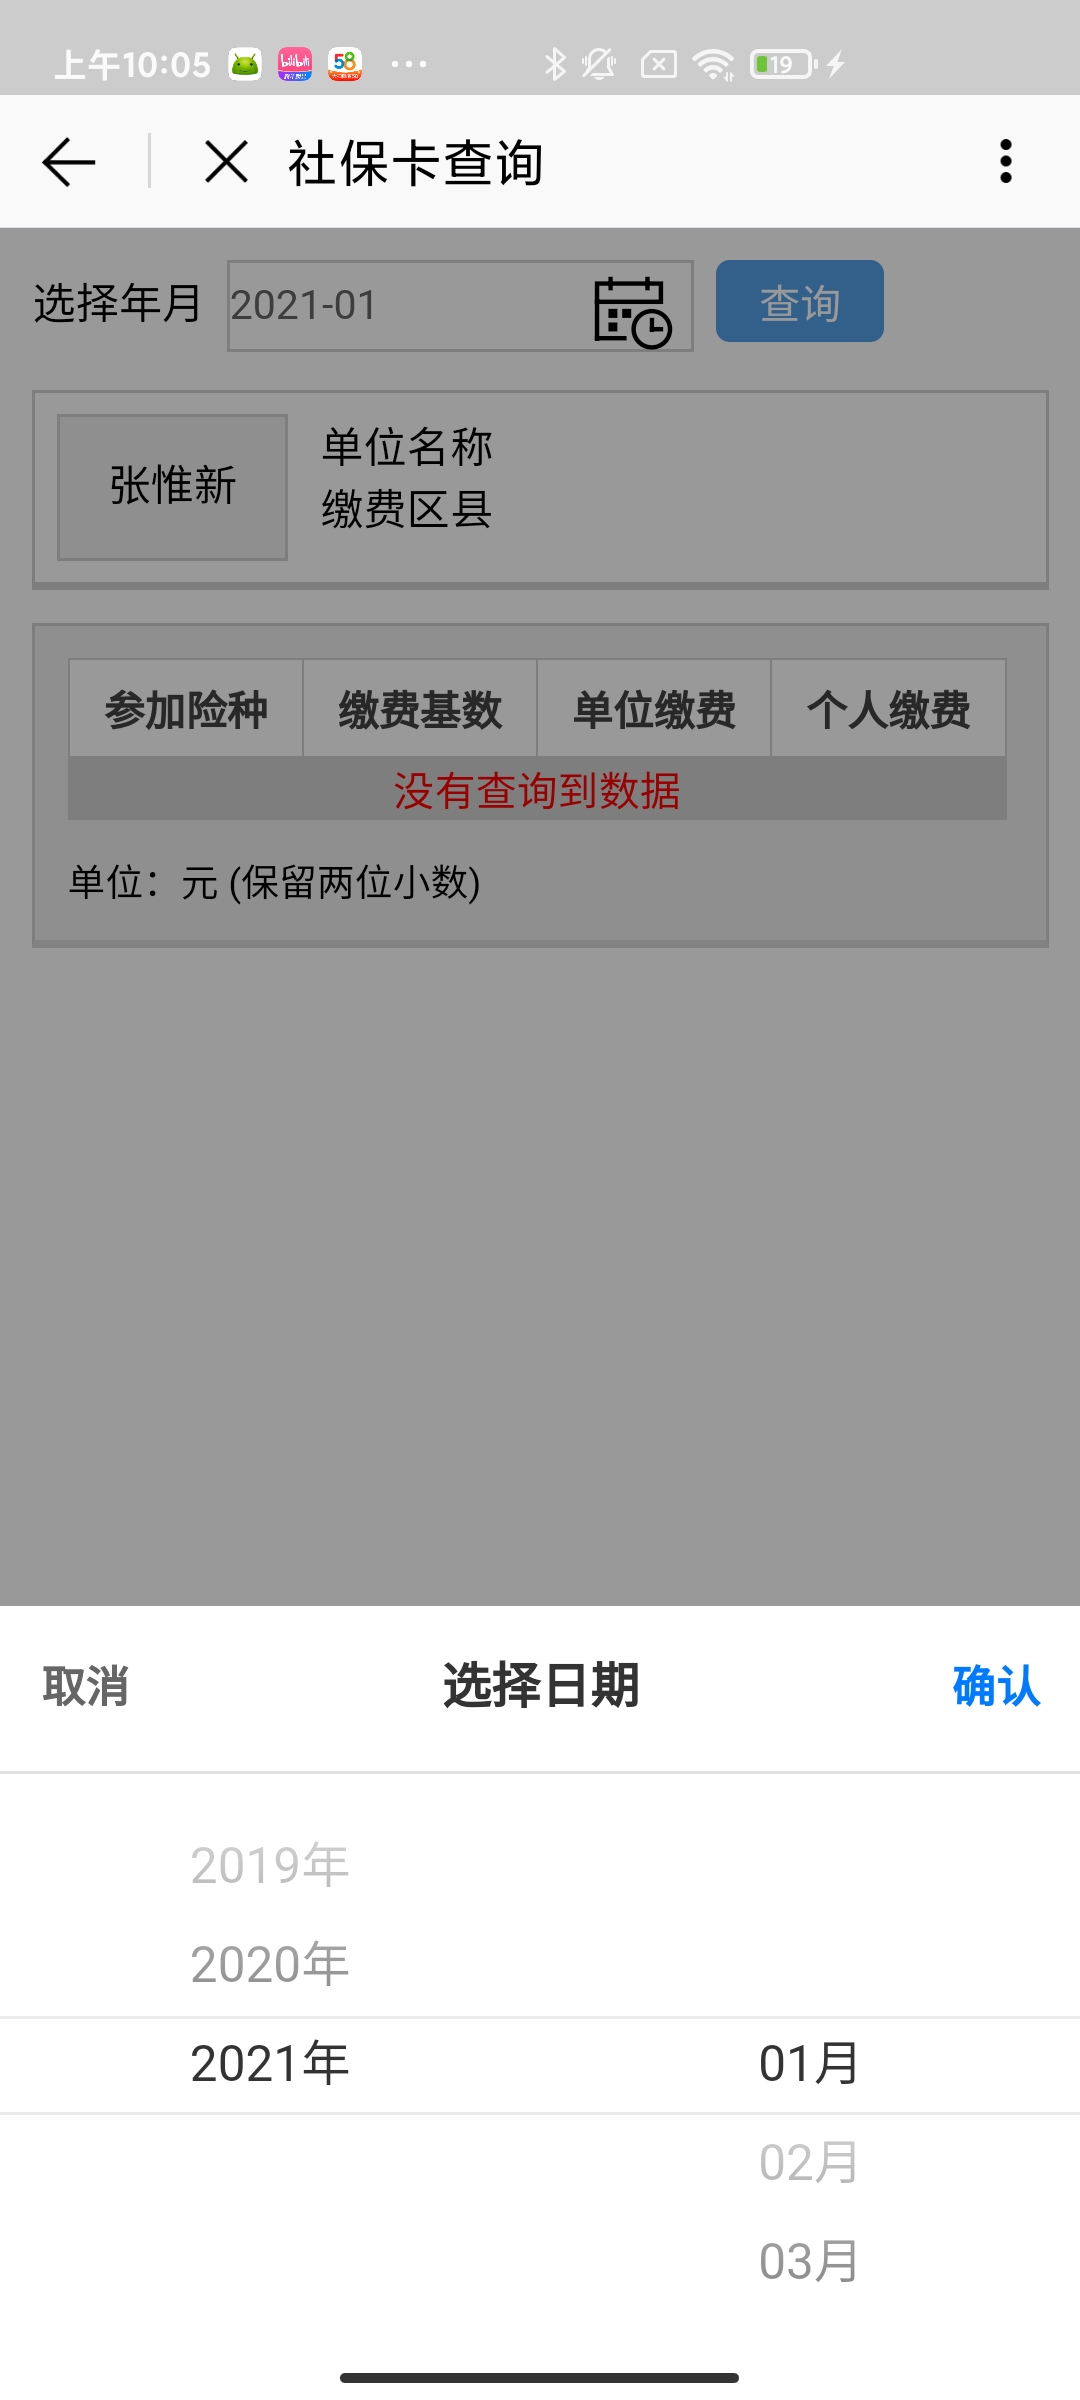 上午10:05
bilibili
58
19
社保卡查询
选择年月 2021-01 查询
张惟新
单位名称
缴费区县
参加险种 缴费基数 单位缴费 个人缴费
没有查询到数据
单位：元 (保留两位小数)
取消 选择日期 确认
2019年
2020年
2021年 01月
02月
03月